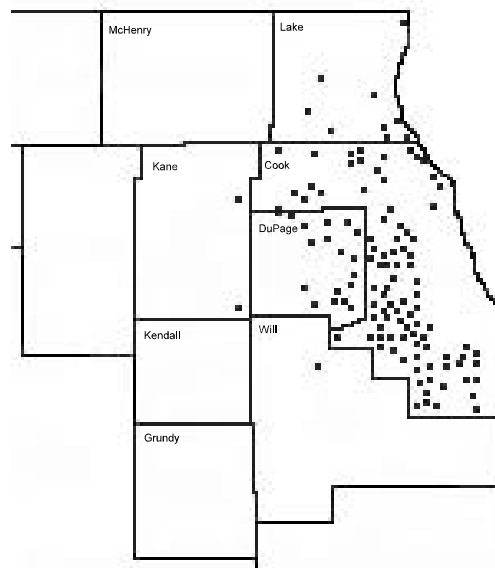 McHenry
Lake
Kane
Cook
DuPage
Kendall
Will
Grundy